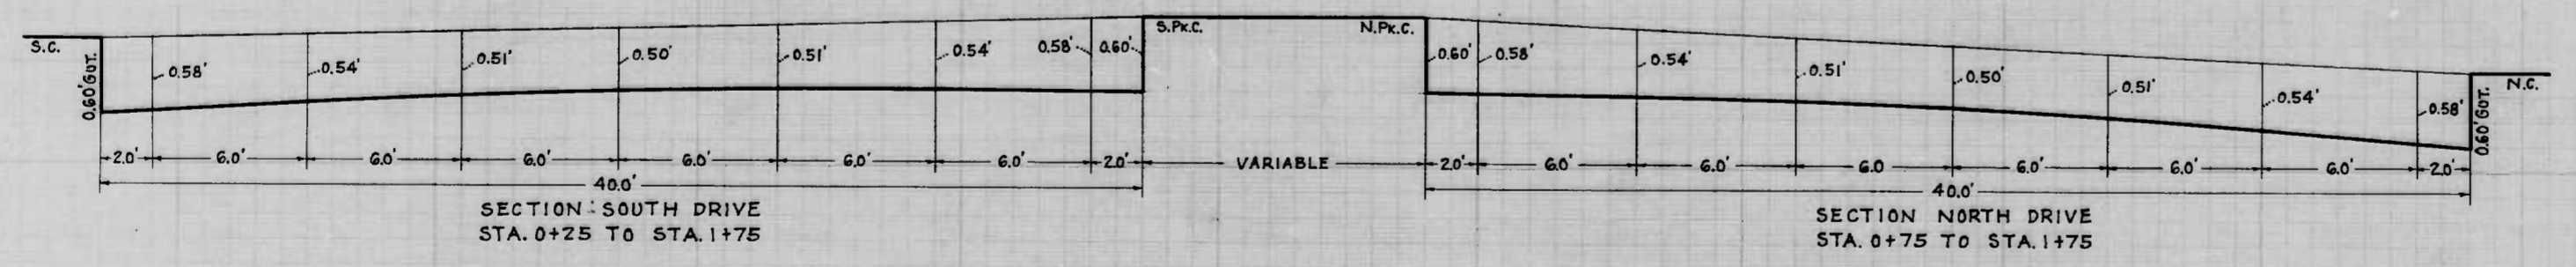 S.C.
0.60' GUT.
0.58'
0.54'
0.51'
0.50'
0.51'
0.54'
0.58'
0.60'
S.PK.C.
N.PK.C.
0.60'
0.58'
0.54'
0.51'
0.50'
0.51'
0.54'
0.58'
0.60' GUT.
N.C.
2.0' 6.0' 6.0' 6.0' 6.0' 6.0' 6.0' 2.0' VARIABLE 2.0' 6.0' 6.0' 6.0 6.0' 6.0' 6.0' 2.0'
40.0'
40.0'
SECTION: SOUTH DRIVE
STA. 0+25 TO STA. 1+75
SECTION NORTH DRIVE
STA. 0+75 TO STA. 1+75